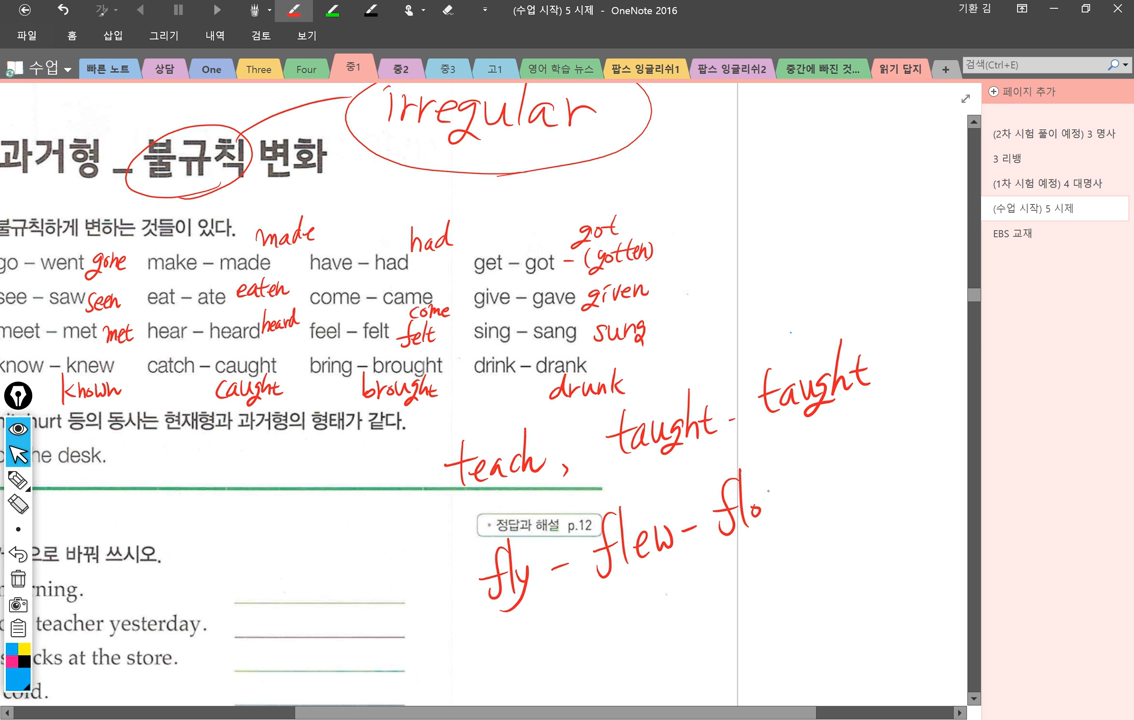 (수업 시작) 5 시제 - OneNote 2016
기환 김
파일 홈 삽입 그리기 내역 검토 보기
수업 빠른 노트 상담 One Three Four 중1 중2 중3 고1 영어 학습 뉴스 팝스 잉글리쉬1 팝스 잉글리쉬2 중간에 빠진 것... 읽기 답지 + 검색(Ctrl+E)
페이지 추가
(2차 시험 풀이 예정) 3 명사
3 리뱅
(1차 시험 예정) 4 대명사
(수업 시작) 5 시제
EBS 교재
irregular
과거형 _ 불규칙 변화
불규칙하게 변하는 것들이 있다.
made had got
go – went gone make – made have – had get – got – (gotten)
see – saw seen eat – ate eaten come – came give – gave given
come
meet – met met hear – heard heard feel – felt felt sing – sang sung
know – knew catch – caught bring – brought drink – drank
known caught brought drunk
hurt 등의 동사는 현재형과 과거형의 형태가 같다.
the desk.
teach, taught - taught
정답과 해설 p.12
fly - flew - flo
으로 바꿔 쓰시오.
rning.
teacher yesterday.
cks at the store.
cold.